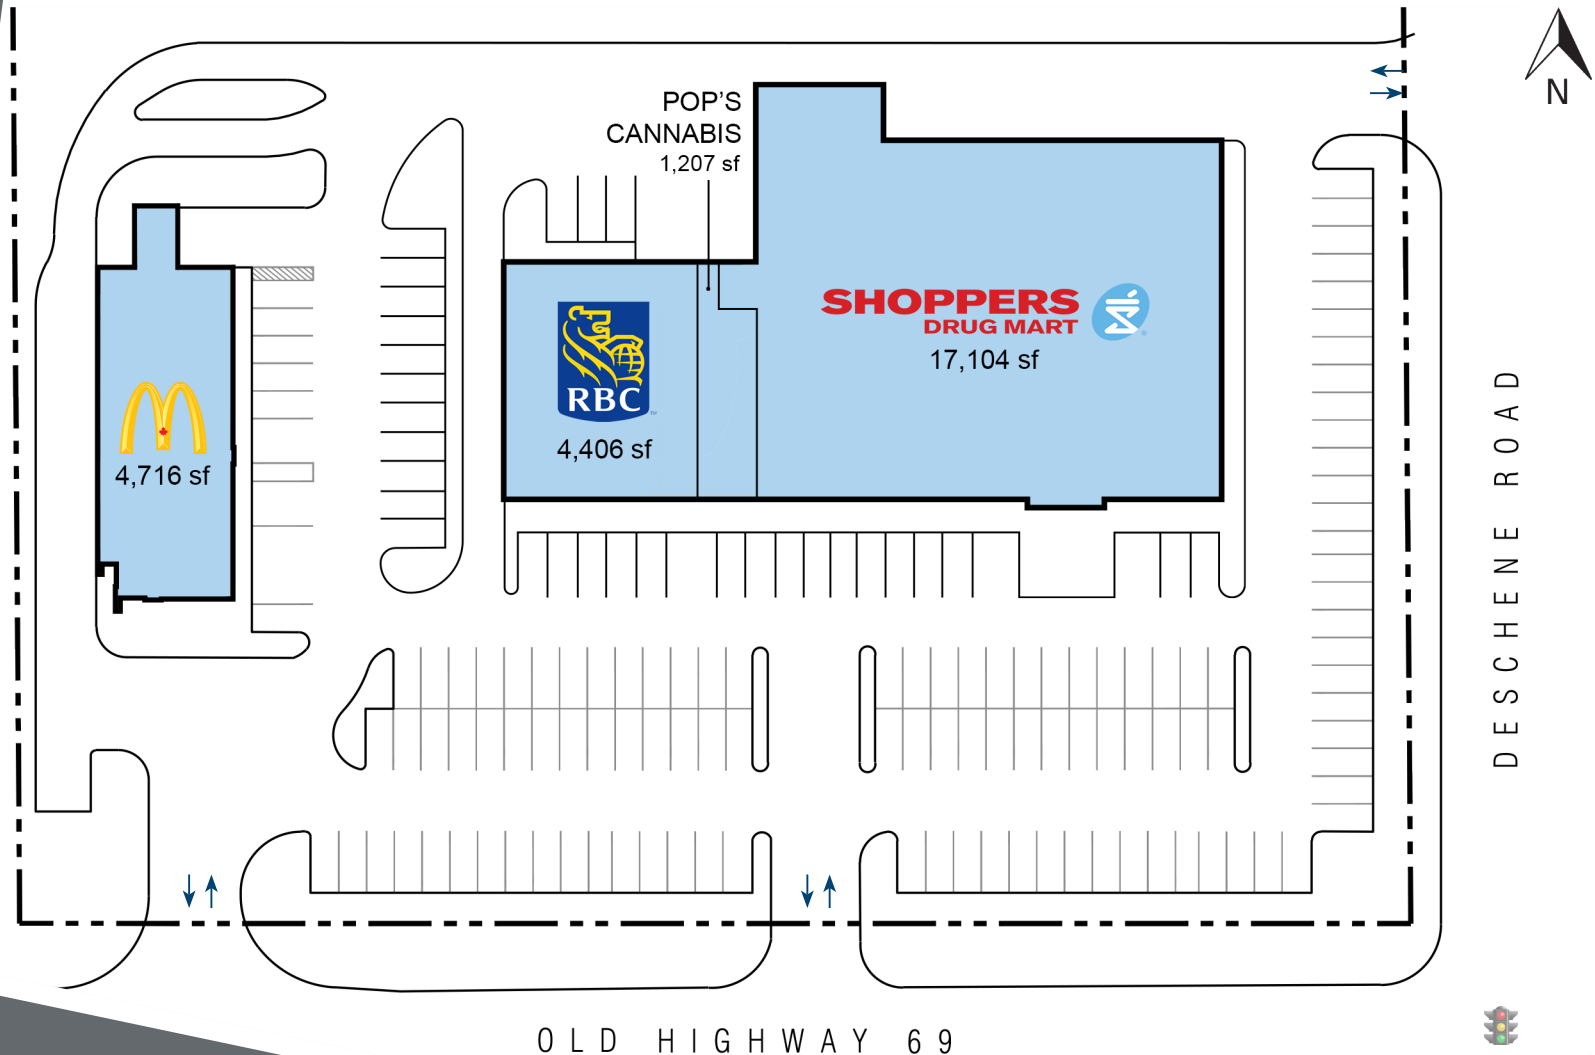 N
POP'S
CANNABIS
1,207 sf
SHOPPERS
DRUG MART
17,104 sf
RBC
TM
4,406 sf
4,716 sf
DESCHENE ROAD
OLD HIGHWAY 69